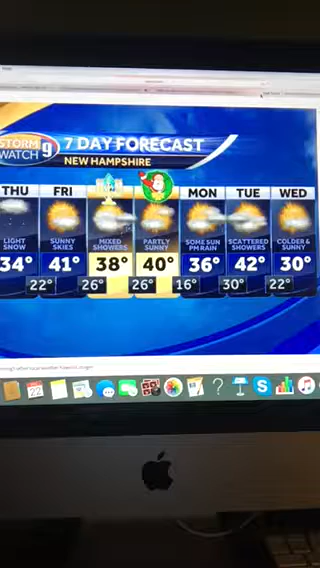 STORM 9 7 DAY FORECAST
WATCH NEW HAMPSHIRE
THU FRI MON TUE WED
LIGHT SNOW SUNNY SKIES MIXED SHOWERS PARTLY SUNNY SOME SUN PM RAIN SCATTERED SHOWERS COLDER & SUNNY
34° 41° 38° 40° 36° 42° 30°
22° 26° 26° 16° 30° 22°
22